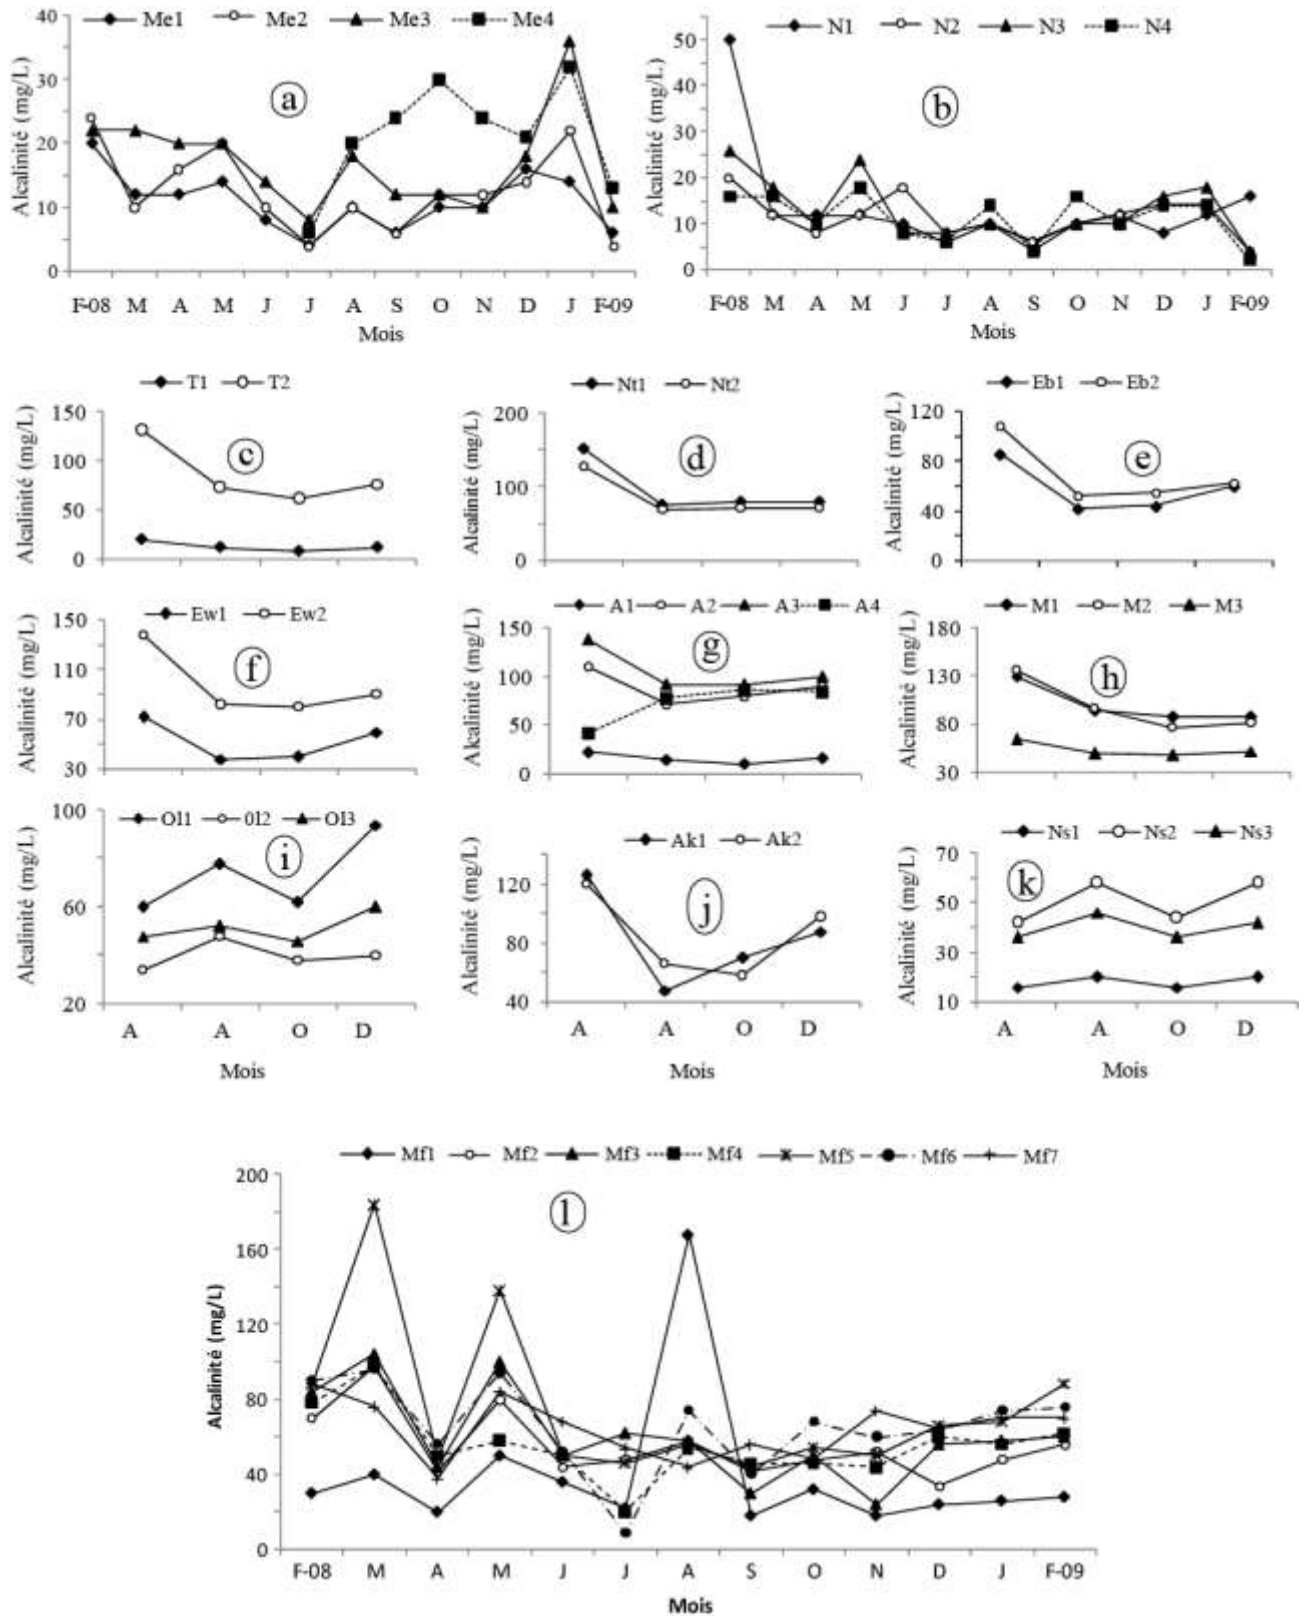 Me1 Me2 Me3 Me4
Alcalinité (mg/L)
40
30
20
10
0
a
F-08 M A M J J A S O N D J F-09
Mois
N1 N2 N3 N4
Alcalinité (mg/L)
50
40
30
20
10
0
b
F-08 M A M J J A S O N D J F-09
Mois
T1 T2
Alcalinité (mg/L)
150
100
50
0
c
Nt1 Nt2
Alcalinité (mg/L)
200
100
0
d
Eb1 Eb2
Alcalinité (mg/L)
120
80
40
0
e
Ew1 Ew2
Alcalinité (mg/L)
150
110
70
30
f
A1 A2 A3 A4
Akcalinité (mg/L)
150
100
50
0
g
M1 M2 M3
Alcalinité (mg/L)
180
130
80
30
h
Ol1 0l2 Ol3
Alcalinité (mg/L)
100
60
20
i
A A O D
Mois
Ak1 Ak2
Alcalinité (mg/L)
120
80
40
j
A A O D
Mois
Ns1 Ns2 Ns3
Alcalinité (mg/L)
70
50
30
10
k
A A O D
Mois
Mf1 Mf2 Mf3 Mf4 Mf5 Mf6 Mf7
Alcalinité (mg/L)
200
160
120
80
40
0
l
F-08 M A M J J A S O N D J F-09
Mois